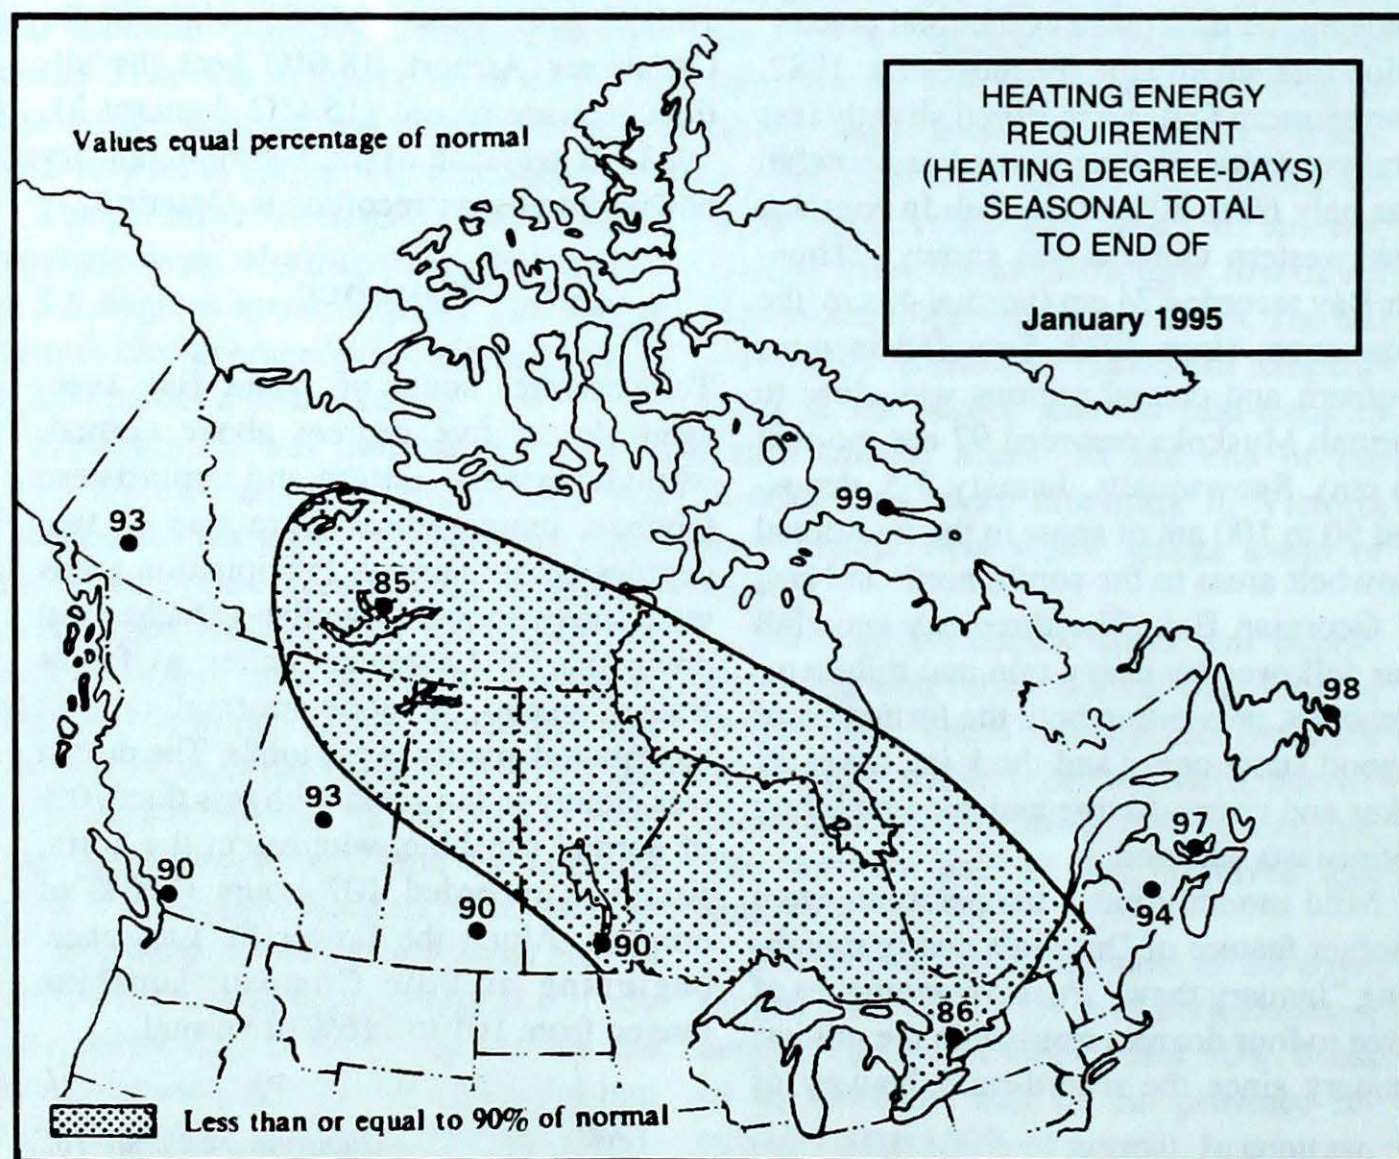 Values equal percentage of normal
HEATING ENERGY
REQUIREMENT
(HEATING DEGREE-DAYS)
SEASONAL TOTAL
TO END OF
January 1995
99
93
85
98
93
97
90
90
90
94
86
Less than or equal to 90% of normal